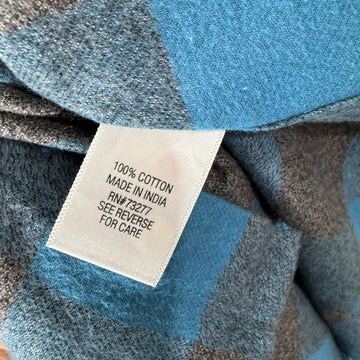 100% COTTON
MADE IN INDIA
RN#73277
SEE REVERSE
FOR CARE